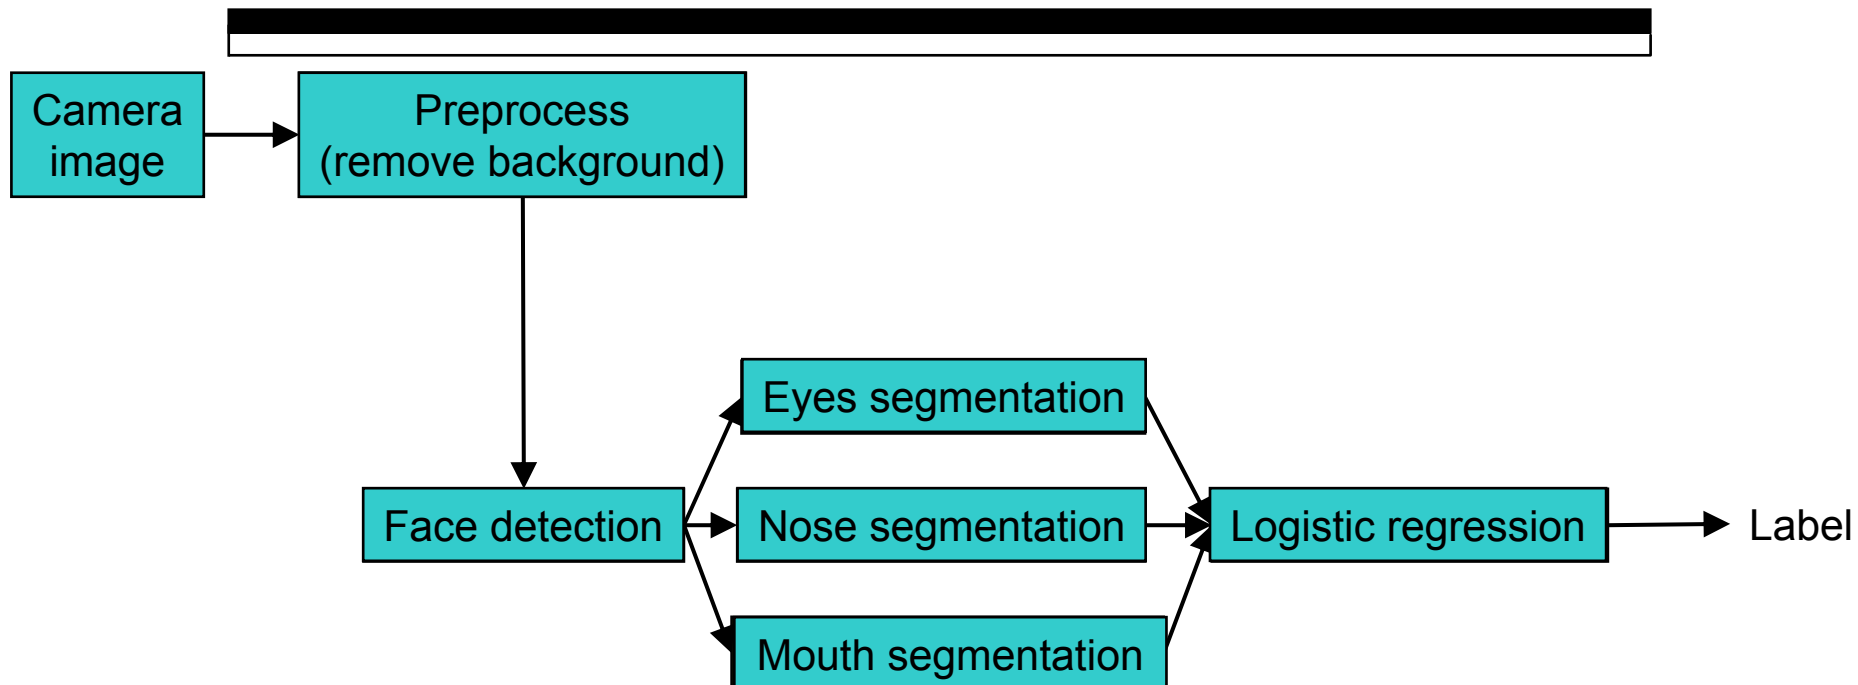 Camera
image
Preprocess
(remove background)
Eyes segmentation
Face detection
Nose segmentation
Logistic regression
Label
Mouth segmentation